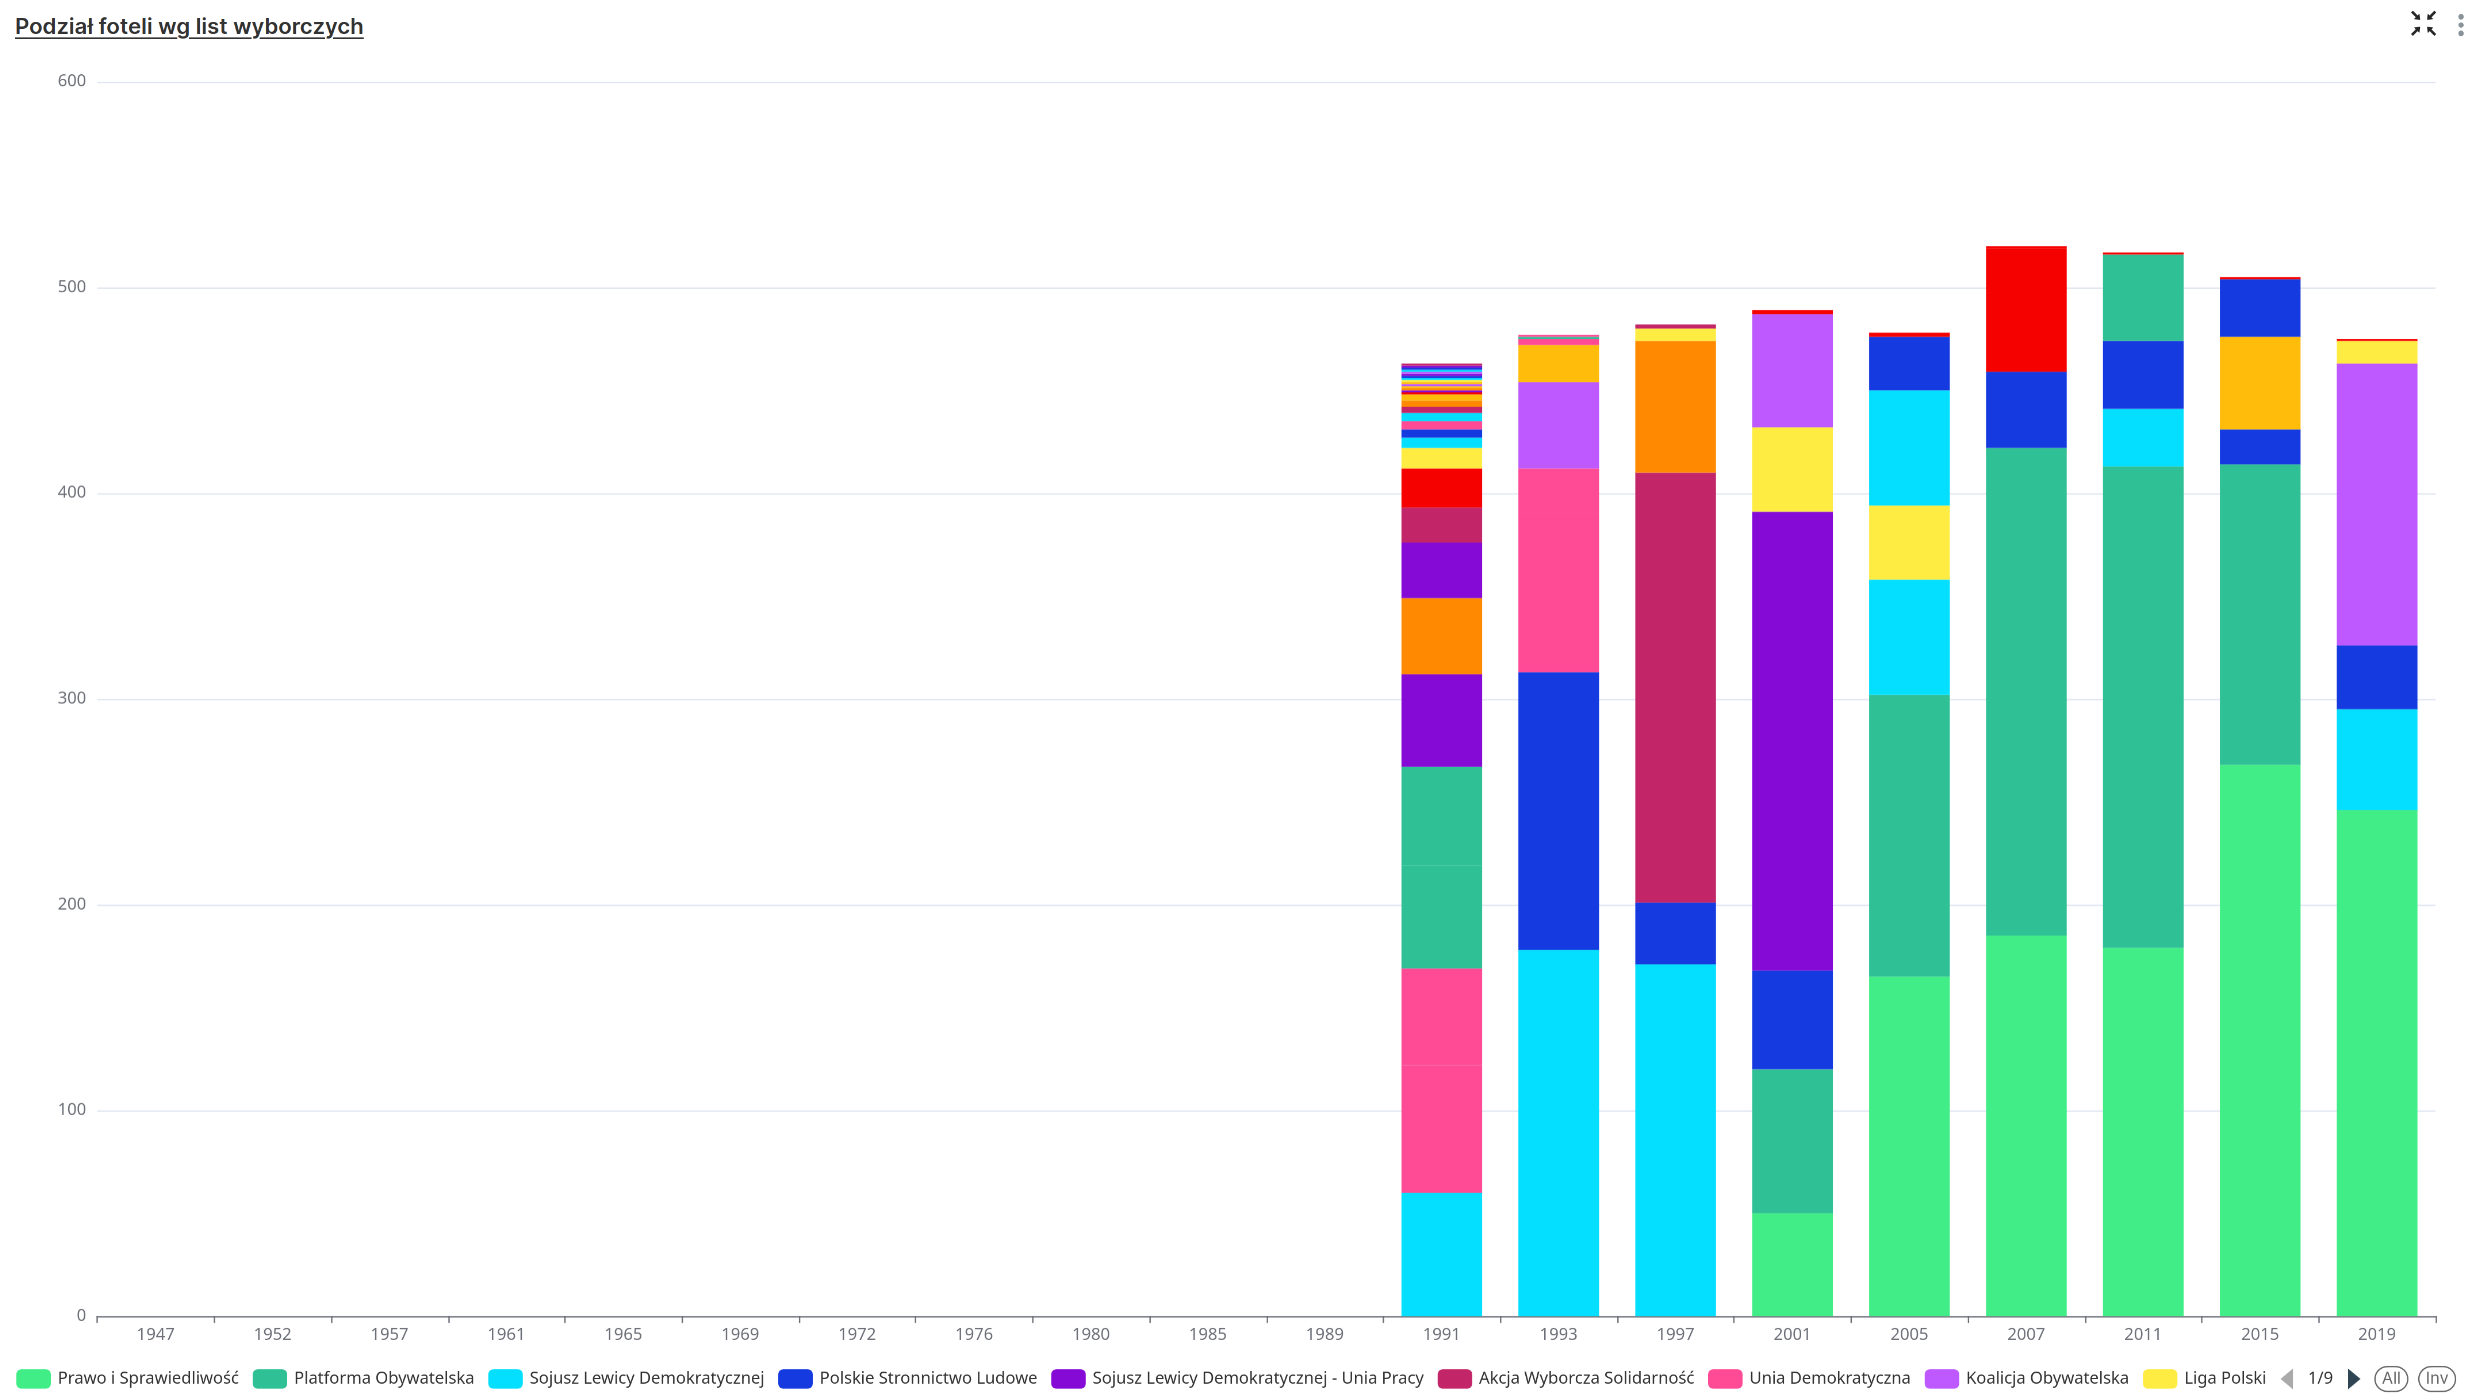 Podział foteli wg list wyborczych
600
500
400
300
200
100
0
1947 1952 1957 1961 1965 1969 1972 1976 1980 1985 1989 1991 1993 1997 2001 2005 2007 2011 2015 2019
Prawo i Sprawiedliwość Platforma Obywatelska Sojusz Lewicy Demokratycznej Polskie Stronnictwo Ludowe Sojusz Lewicy Demokratycznej - Unia Pracy Akcja Wyborcza Solidarność Unia Demokratyczna Koalicja Obywatelska Liga Polski 1/9 All Inv